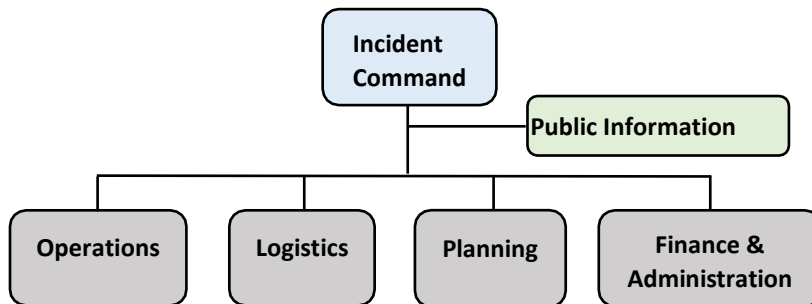 Incident
Command
Public Information
Operations
Logistics
Planning
Finance &
Administration